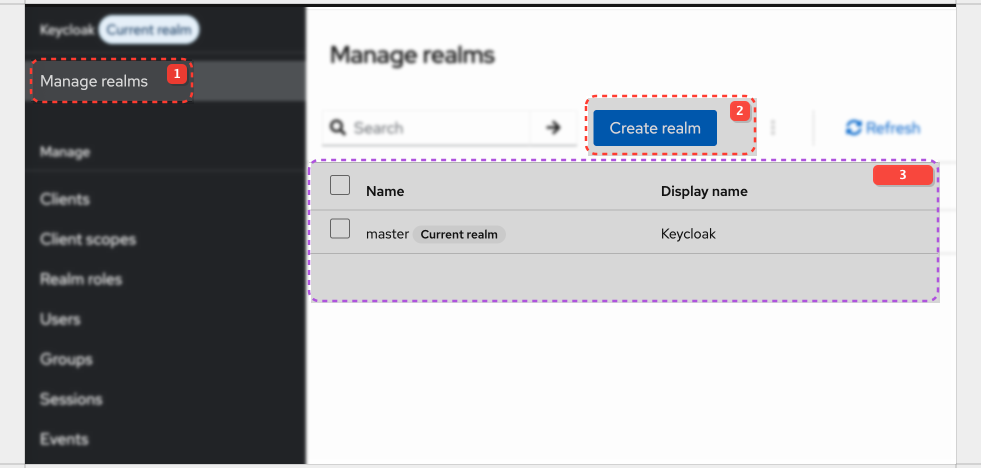 Keycloak Current realm
Manage realms 1
Manage
Clients
Client scopes
Realm roles
Users
Groups
Sessions
Events
Manage realms
Search
Create realm 2
Refresh
3
Name Display name
master Current realm Keycloak